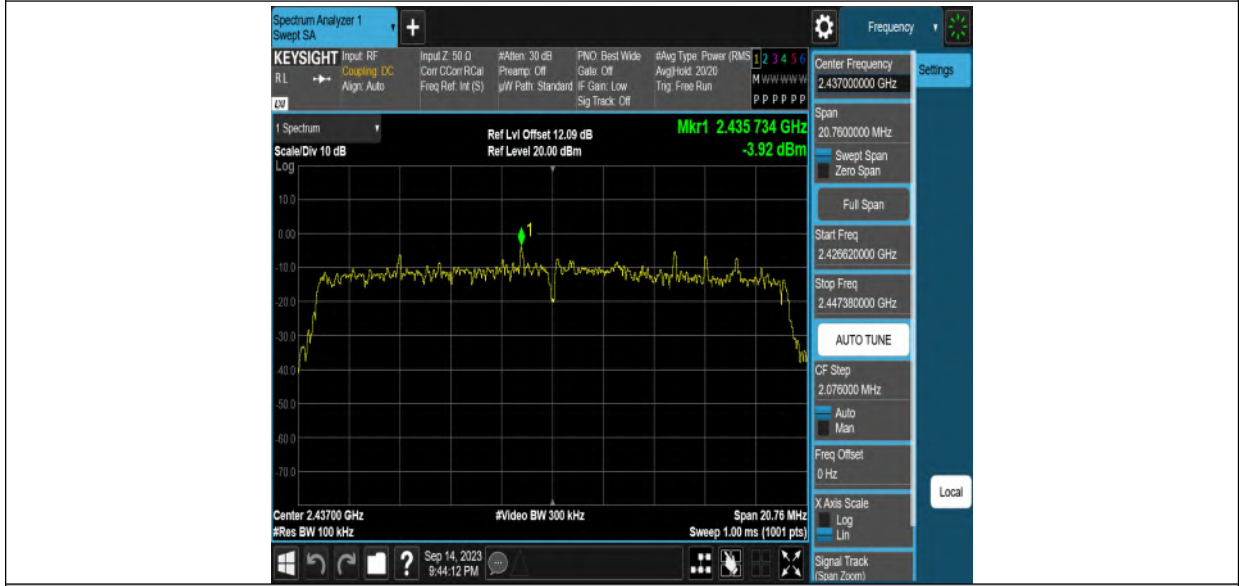 Spectrum Analyzer 1
Swept SA
Frequency
KEYSIGHT
R L
LXI
Input: RF
Coupling: DC
Align: Auto
Input Z: 50 Ω
Corr CCorr RCal
Freq Ref: Int (S)
#Atten: 30 dB
Preamp: Off
µW Path: Standard
PNO: Best Wide
Gate: Off
IF Gain: Low
Sig Track: Off
#Avg Type: Power (RMS
Avg|Hold: 20/20
Trig: Free Run
1 2 3 4 5 6
M W W W W W
P P P P P P
1 Spectrum
Scale/Div 10 dB
Log
Ref Lvl Offset 12.09 dB
Ref Level 20.00 dBm
Mkr1 2.435 734 GHz
-3.92 dBm
10.0
0.00
-10.0
-20.0
-30.0
-40.0
-50.0
-60.0
-70.0
1
Center 2.43700 GHz
#Res BW 100 kHz
#Video BW 300 kHz
Span 20.76 MHz
Sweep 1.00 ms (1001 pts)
?
Sep 14, 2023
9:44:12 PM
Center Frequency
2.437000000 GHz
Settings
Span
20.7600000 MHz
Swept Span
Zero Span
Full Span
Start Freq
2.426620000 GHz
Stop Freq
2.447380000 GHz
AUTO TUNE
CF Step
2.076000 MHz
Auto
Man
Freq Offset
0 Hz
X Axis Scale
Log
Lin
Signal Track
(Span Zoom)
Local